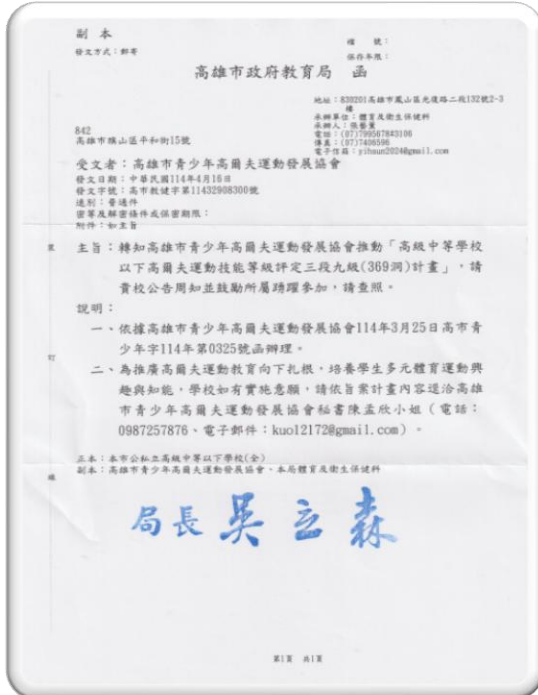 副本
發文方式：郵寄
檔　　號：
保存年限：
高雄市政府教育局　函
地址：830201高雄市鳳山區光復路二段132號2-3
樓
承辦單位：體育及衛生保健科
電話：(07)7995678#3106
傳真：(07)7406596
電子信箱：yihsun2024@gmail.com
842
高雄市旗山區平和街15號
受文者：高雄市青少年高爾夫運動發展協會
發文日期：中華民國114年4月16日
發文字號：高市教健字第11432908300號
速別：普通件
密等及解密條件或保密期限：
附件：如主旨
主旨：轉知高雄市青少年高爾夫運動發展協會推動「高級中等學校
以下高爾夫運動技能等級評定三段九級(369洞)計畫」，請
貴校公告周知並鼓勵所屬踴躍參加，請查照。
說明：
一、依據高雄市青少年高爾夫運動發展協會114年3月25日高市青
少年字114年第0325號函辦理。
二、為推廣高爾夫運動教育向下扎根，培養學生多元體育運動興
趣與知能，學校如有實施意願，請依旨案計畫內容逕洽高雄
市青少年高爾夫運動發展協會秘書陳孟欣小姐（電話：
0987257876、電子郵件：kuo12172@gmail.com）。
正本：本市公私立高級中等以下學校(全)
副本：高雄市青少年高爾夫運動發展協會、本局體育及衛生保健科
裝
訂
線
局長 吳立森
第1頁　共1頁